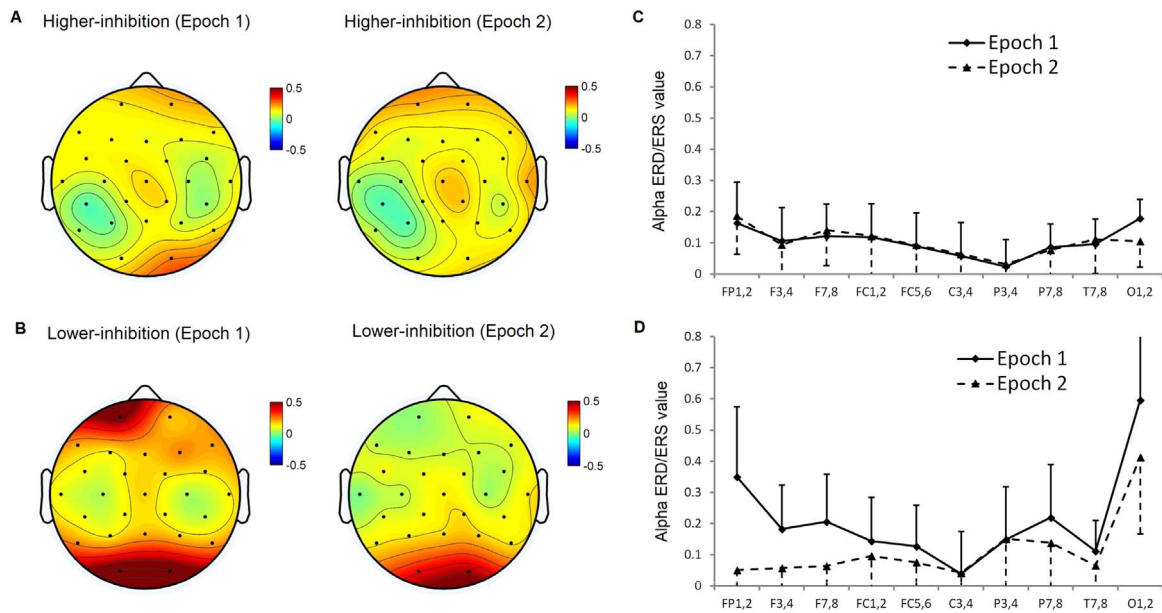 A
Higher-inhibition (Epoch 1)
Higher-inhibition (Epoch 2)
0.5
0
-0.5
0.5
0
-0.5
B
Lower-inhibition (Epoch 1)
Lower-inhibition (Epoch 2)
0.5
0
-0.5
0.5
0
-0.5
C
Alpha ERD/ERS value
0.8
0.7
0.6
0.5
0.4
0.3
0.2
0.1
0
Epoch 1
Epoch 2
FP1,2 F3,4 F7,8 FC1,2 FC5,6 C3,4 P3,4 P7,8 T7,8 O1,2
D
Alpha ERD/ERS value
0.8
0.7
0.6
0.5
0.4
0.3
0.2
0.1
0
Epoch 1
Epoch 2
FP1,2 F3,4 F7,8 FC1,2 FC5,6 C3,4 P3,4 P7,8 T7,8 O1,2